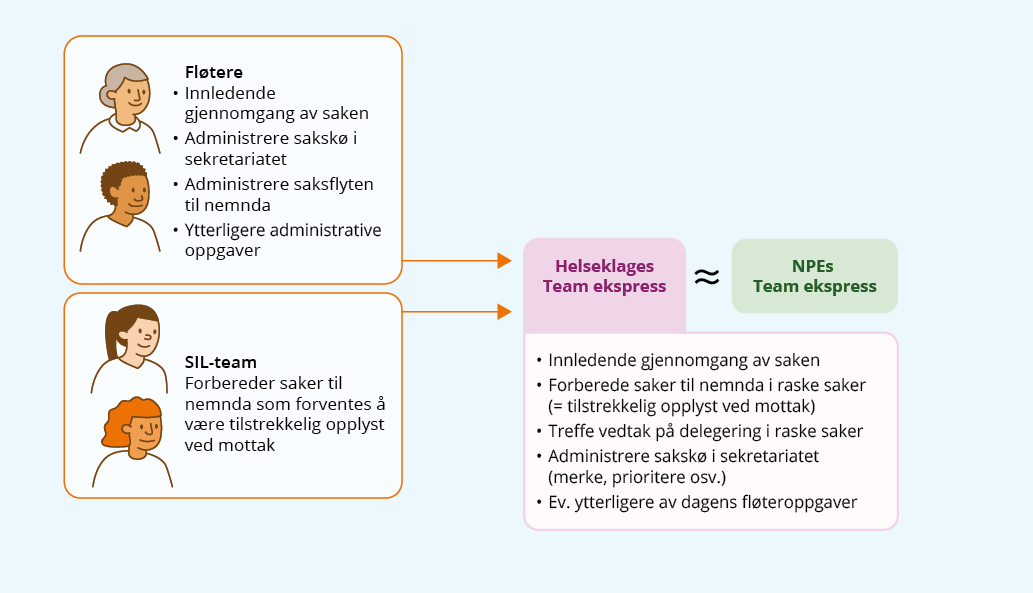 Fløtere
• Innledende
gjennomgang av saken
• Administrere sakskø i
sekretariatet
• Administrere saksflyten
til nemnda
• Ytterligere administrative
oppgaver
SIL-team
Forbereder saker til
nemnda som forventes å
være tilstrekkelig opplyst
ved mottak
Helseklages
Team ekspress
≈
NPEs
Team ekspress
• Innledende gjennomgang av saken
• Forberede saker til nemnda i raske saker
(= tilstrekkelig opplyst ved mottak)
• Treffe vedtak på delegering i raske saker
• Administrere sakskø i sekretariatet
(merke, prioritere osv.)
• Ev. ytterligere av dagens fløteroppgaver